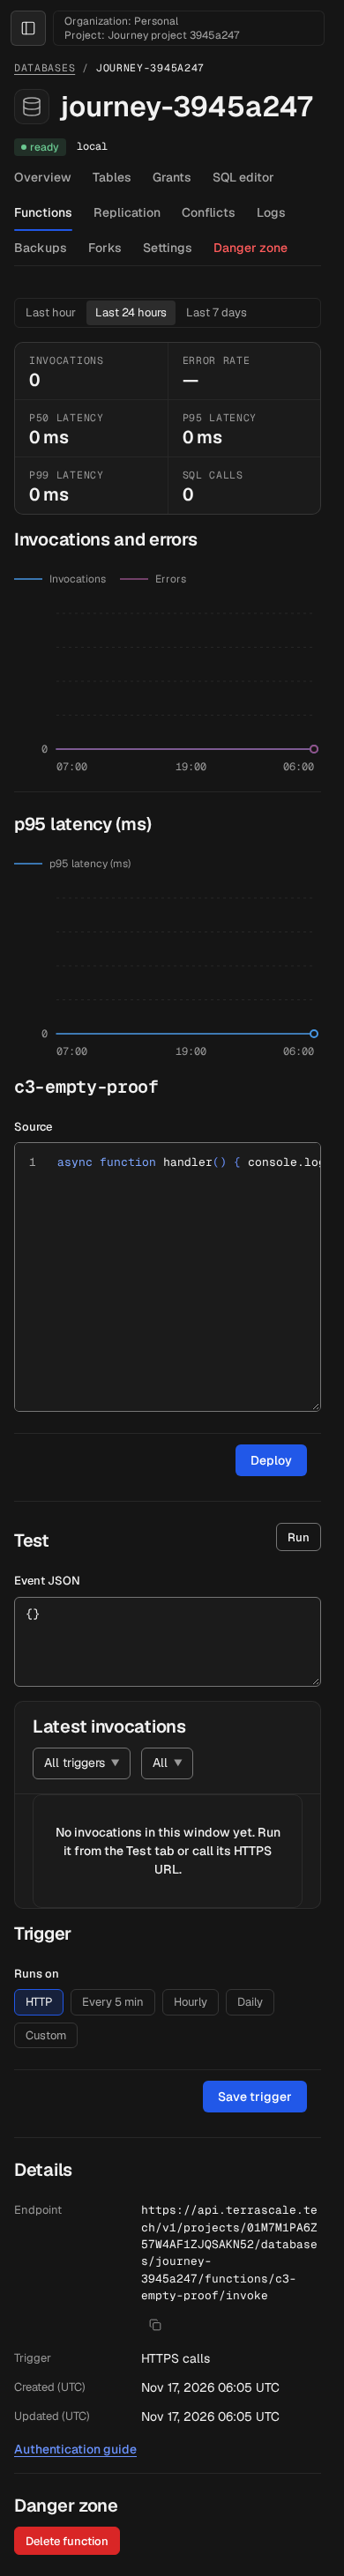 Organization: Personal
Project: Journey project 3945a247
DATABASES / JOURNEY-3945A247
journey-3945a247
ready local
Overview Tables Grants SQL editor
Functions Replication Conflicts Logs
Backups Forks Settings Danger zone
Last hour Last 24 hours Last 7 days
INVOCATIONS ERROR RATE
0 —
P50 LATENCY P95 LATENCY
0 ms 0 ms
P99 LATENCY SQL CALLS
0 ms 0
Invocations and errors
Invocations Errors
0
07:00 19:00 06:00
p95 latency (ms)
p95 latency (ms)
0
07:00 19:00 06:00
c3-empty-proof
Source
1 async function handler() { console.log
Deploy
Test Run
Event JSON
{}
Latest invocations
All triggers ▼ All ▼
No invocations in this window yet. Run
it from the Test tab or call its HTTPS
URL.
Trigger
Runs on
HTTP Every 5 min Hourly Daily
Custom
Save trigger
Details
Endpoint https://api.terrascale.te
ch/v1/projects/01M7M1PA6Z
57W4AF1ZJQSAKN52/database
s/journey-
3945a247/functions/c3-
empty-proof/invoke
Trigger HTTPS calls
Created (UTC) Nov 17, 2026 06:05 UTC
Updated (UTC) Nov 17, 2026 06:05 UTC
Authentication guide
Danger zone
Delete function